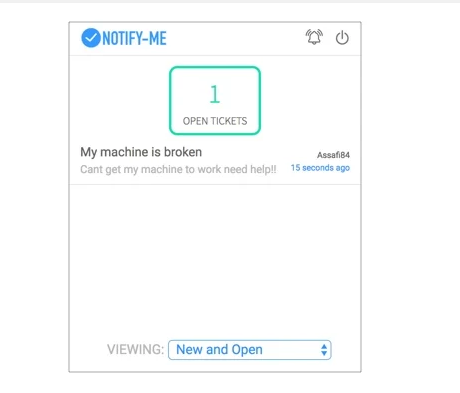 NOTIFY-ME
1
OPEN TICKETS
My machine is broken
Assafi84
Cant get my machine to work need help!!
15 seconds ago
VIEWING: New and Open